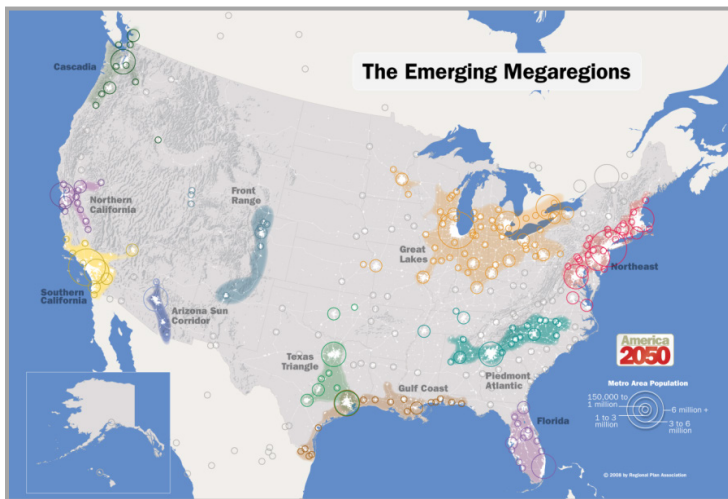 The Emerging Megaregions
Cascadia
Northern
California
Front
Range
Great
Lakes
Northeast
Southern
California
Arizona Sun
Corridor
Texas
Triangle
Gulf Coast
Piedmont
Atlantic
Florida
America
2050
Metro Area Population
150,000 to
1 million
1 to 3
million
6 million +
3 to 6
million
© 2008 by Regional Plan Association